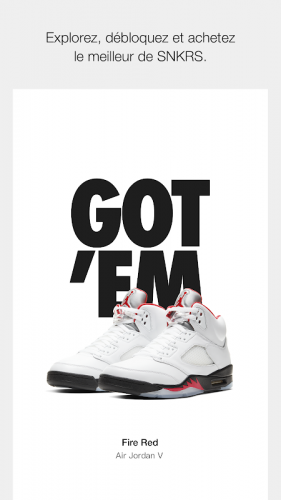 Explorez, débloquez et achetez
le meilleur de SNKRS.
GOT
'EM
Fire Red
Air Jordan V